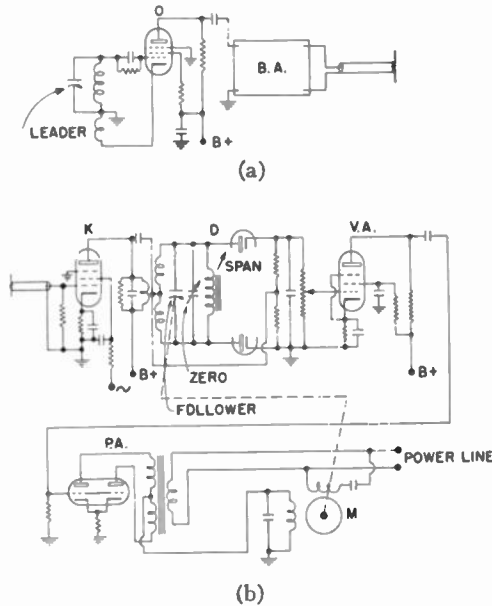 O
B.A.
LEADER
B+
(a)
K
D
V.A.
SPAN
ZERO
B+
B+
FOLLOWER
P.A.
POWER LINE
M
(b)